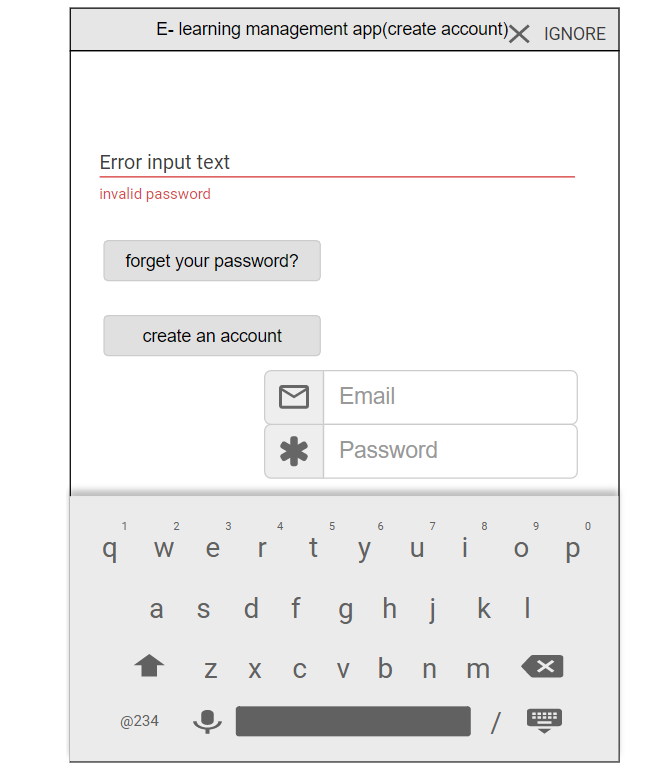 E- learning management app(create account) IGNORE
Error input text
invalid password
forget your password?
create an account
Email
Password
1 2 3 4 5 6 7 8 9 0
q w e r t y u i o p
a s d f g h j k l
z x c v b n m
@234 /